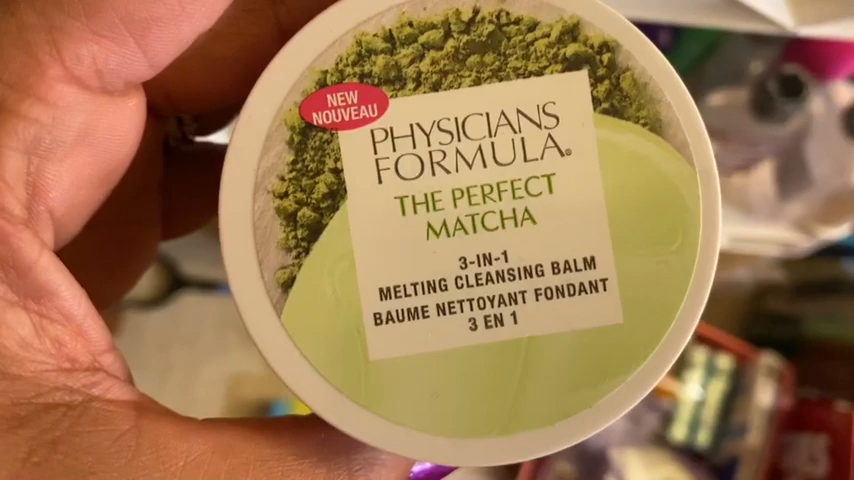 NEW
NOUVEAU
PHYSICIANS
FORMULA®
THE PERFECT
MATCHA
3-IN-1
MELTING CLEANSING BALM
BAUME NETTOYANT FONDANT
3 EN 1